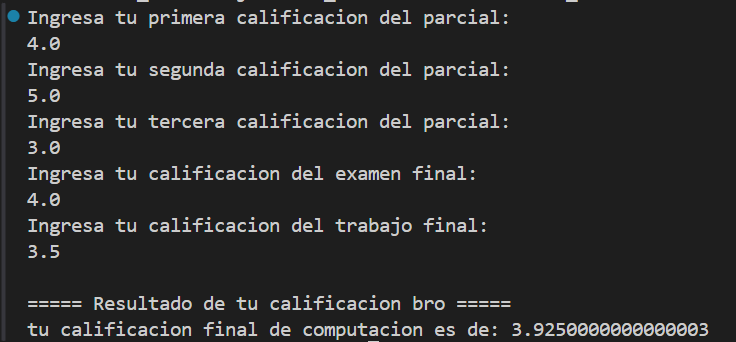 Ingresa tu primera calificacion del parcial:
4.0
Ingresa tu segunda calificacion del parcial:
5.0
Ingresa tu tercera calificacion del parcial:
3.0
Ingresa tu calificacion del examen final:
4.0
Ingresa tu calificacion del trabajo final:
3.5
===== Resultado de tu calificacion bro =====
tu calificacion final de computacion es de: 3.9250000000000003